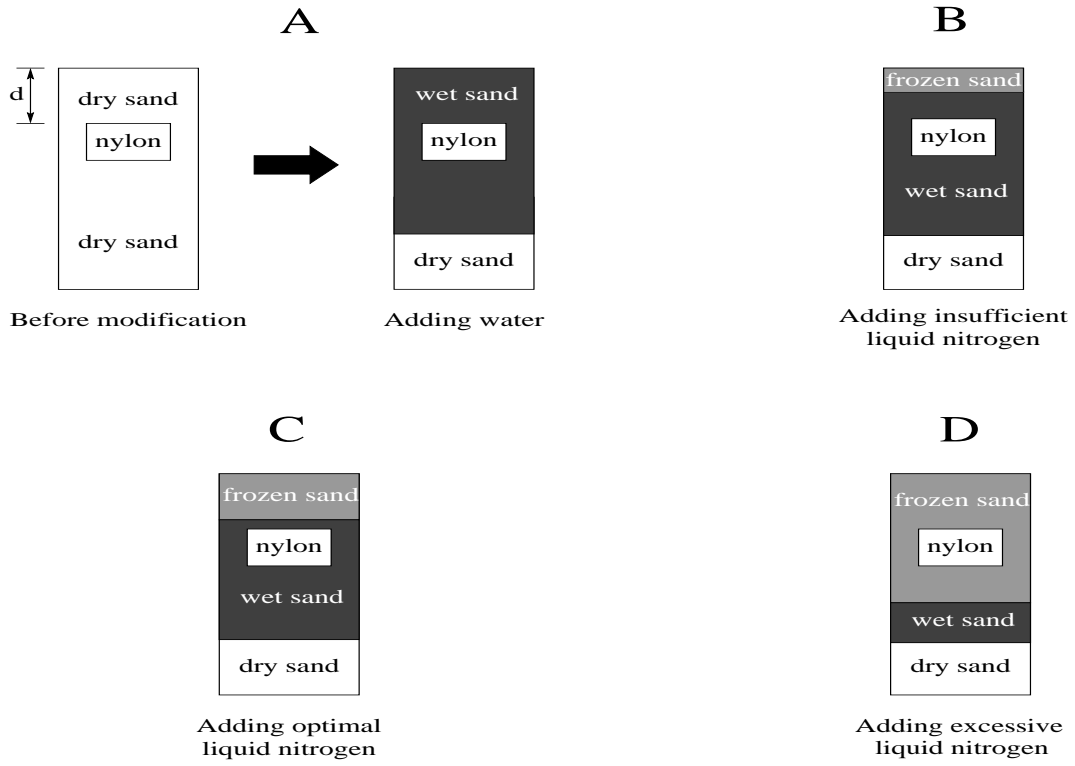 A
d
dry sand
nylon
dry sand
Before modification
wet sand
nylon
dry sand
Adding water
B
frozen sand
nylon
wet sand
dry sand
Adding insufficient
liquid nitrogen
C
frozen sand
nylon
wet sand
dry sand
Adding optimal
liquid nitrogen
D
frozen sand
nylon
wet sand
dry sand
Adding excessive
liquid nitrogen